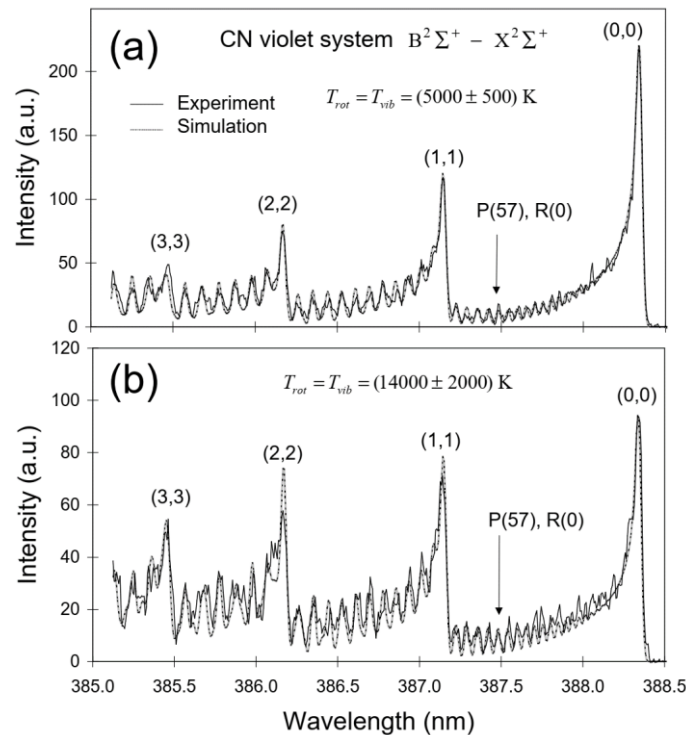 (a)
CN violet system B²Σ⁺ − X²Σ⁺
(0,0)
T_rot = T_vib = (5000 ± 500) K
Experiment
Simulation
(1,1)
(2,2)
(3,3)
P(57), R(0)
Intensity (a.u.)
200
150
100
50
0
(b)
T_rot = T_vib = (14000 ± 2000) K
(0,0)
(1,1)
(2,2)
(3,3)
P(57), R(0)
Intensity (a.u.)
120
100
80
60
40
20
0
385.0 385.5 386.0 386.5 387.0 387.5 388.0 388.5
Wavelength (nm)